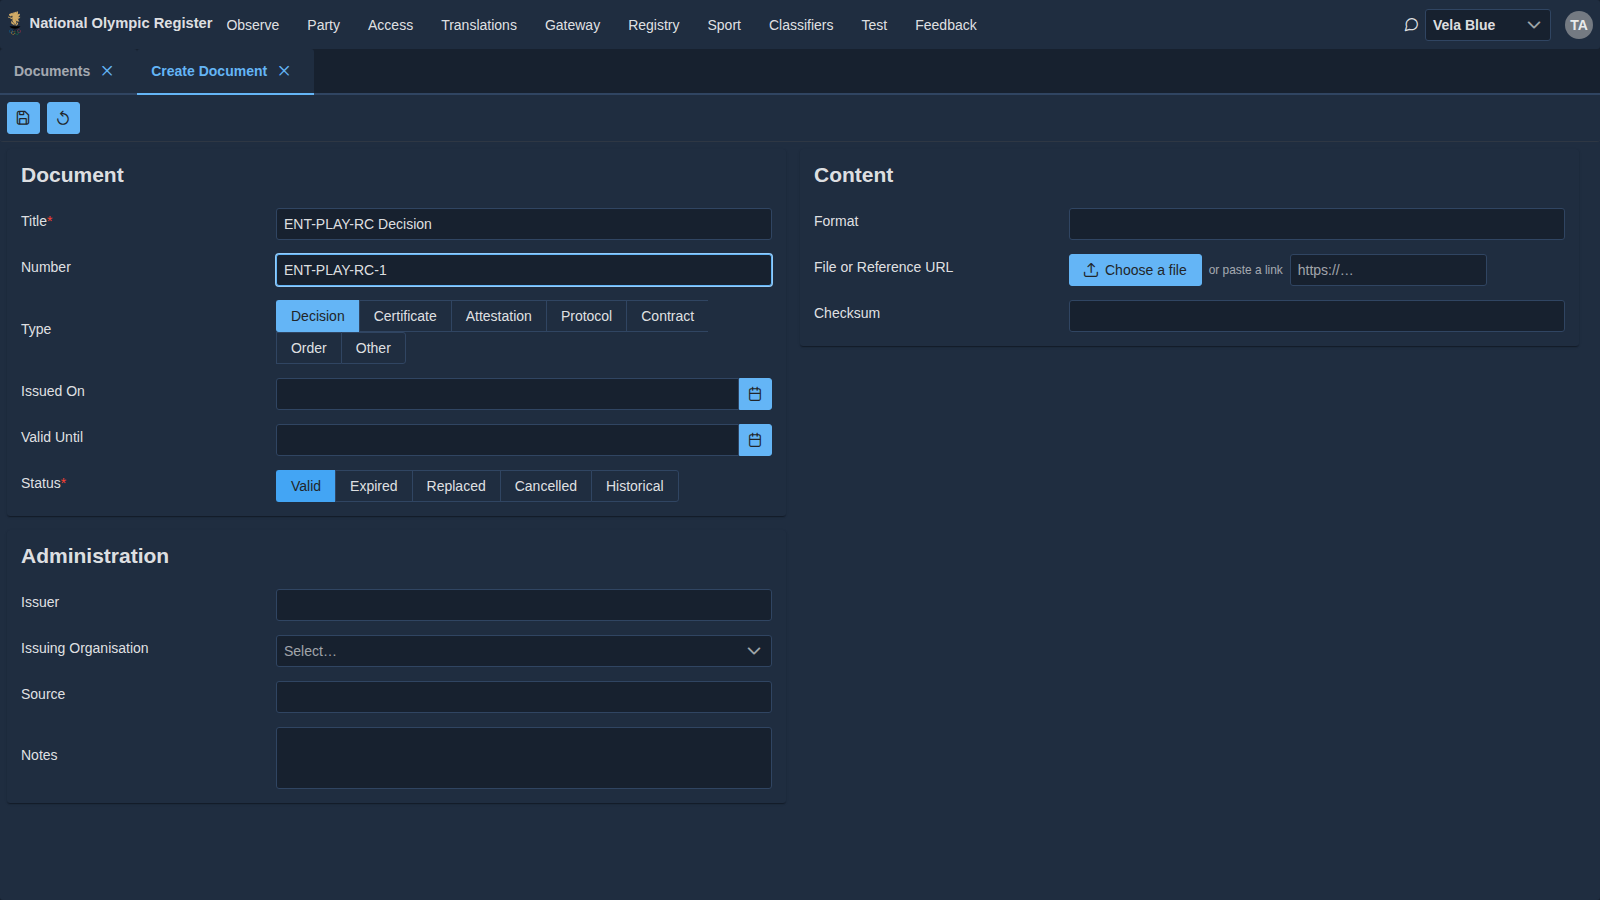 National Olympic Register Observe Party Access Translations Gateway Registry Sport Classifiers Test Feedback Vela Blue TA
Documents Create Document
Document
Title*
ENT-PLAY-RC Decision
Number
ENT-PLAY-RC-1
Type
Decision Certificate Attestation Protocol Contract
Order Other
Issued On
Valid Until
Status*
Valid Expired Replaced Cancelled Historical
Administration
Issuer
Issuing Organisation
Select…
Source
Notes
Content
Format
File or Reference URL
Choose a file or paste a link https://…
Checksum